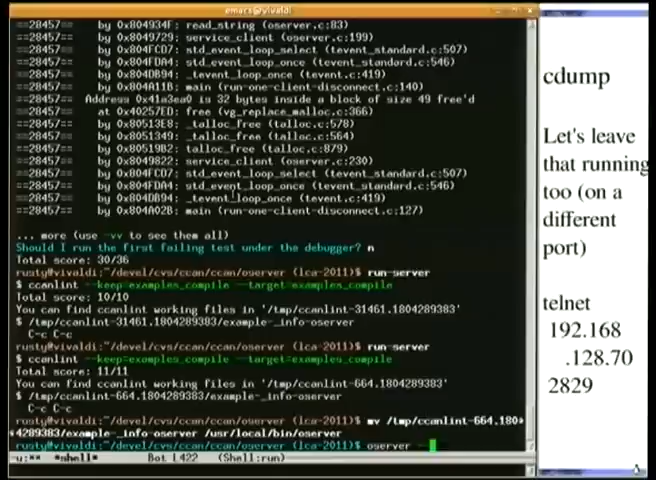 emacs@vivaldi
==28457==    by 0x804934F: read_string (oserver.c:83)
==28457==    by 0x8049729: service_client (oserver.c:199)
==28457==    by 0x804FCD7: std_event_loop_select (tevent_standard.c:507)
==28457==    by 0x804FDA4: std_event_loop_once (tevent_standard.c:546)
==28457==    by 0x804DB94: _tevent_loop_once (tevent.c:419)
==28457==    by 0x804A11B: main (run-one-client-disconnect.c:140)
==28457==  Address 0x41a3ea0 is 32 bytes inside a block of size 49 free'd
==28457==    at 0x40257ED: free (vg_replace_malloc.c:366)
==28457==    by 0x80513E8: _talloc_free (talloc.c:578)
==28457==    by 0x8051349: _talloc_free (talloc.c:564)
==28457==    by 0x80519B2: talloc_free (talloc.c:879)
==28457==    by 0x8049822: service_client (oserver.c:230)
==28457==    by 0x804FCD7: std_event_loop_select (tevent_standard.c:507)
==28457==    by 0x804FDA4: std_event_loop_once (tevent_standard.c:546)
==28457==    by 0x804DB94: _tevent_loop_once (tevent.c:419)
==28457==    by 0x804A02B: main (run-one-client-disconnect.c:127)
... more (use -vv to see them all)
Should I run the first failing test under the debugger? n
Total score: 30/36
rusty@vivaldi:~/devel/cvs/ccan/ccan/oserver (lca-2011)$ run-server
$ ccanlint --keep=examples_compile --target=examples_compile
Total score: 10/10
You can find ccanlint working files in '/tmp/ccanlint-31461.1804289383'
$ /tmp/ccanlint-31461.1804289383/example-_info-oserver
C-c C-c
rusty@vivaldi:~/devel/cvs/ccan/ccan/oserver (lca-2011)$ run-server
$ ccanlint --keep=examples_compile --target=examples_compile
Total score: 11/11
You can find ccanlint working files in '/tmp/ccanlint-664.1804289383'
$ /tmp/ccanlint-664.1804289383/example-_info-oserver
C-c C-c
rusty@vivaldi:~/devel/cvs/ccan/ccan/oserver (lca-2011)$ mv /tmp/ccanlint-664.180
4289383/example-_info-oserver /usr/local/bin/oserver
rusty@vivaldi:~/devel/cvs/ccan/ccan/oserver (lca-2011)$ oserver --
u:**  *shell*    Bot L422   (Shell:run)
cdump
Let's leave
that running
too (on a
different
port)
telnet
192.168
.128.70
2829